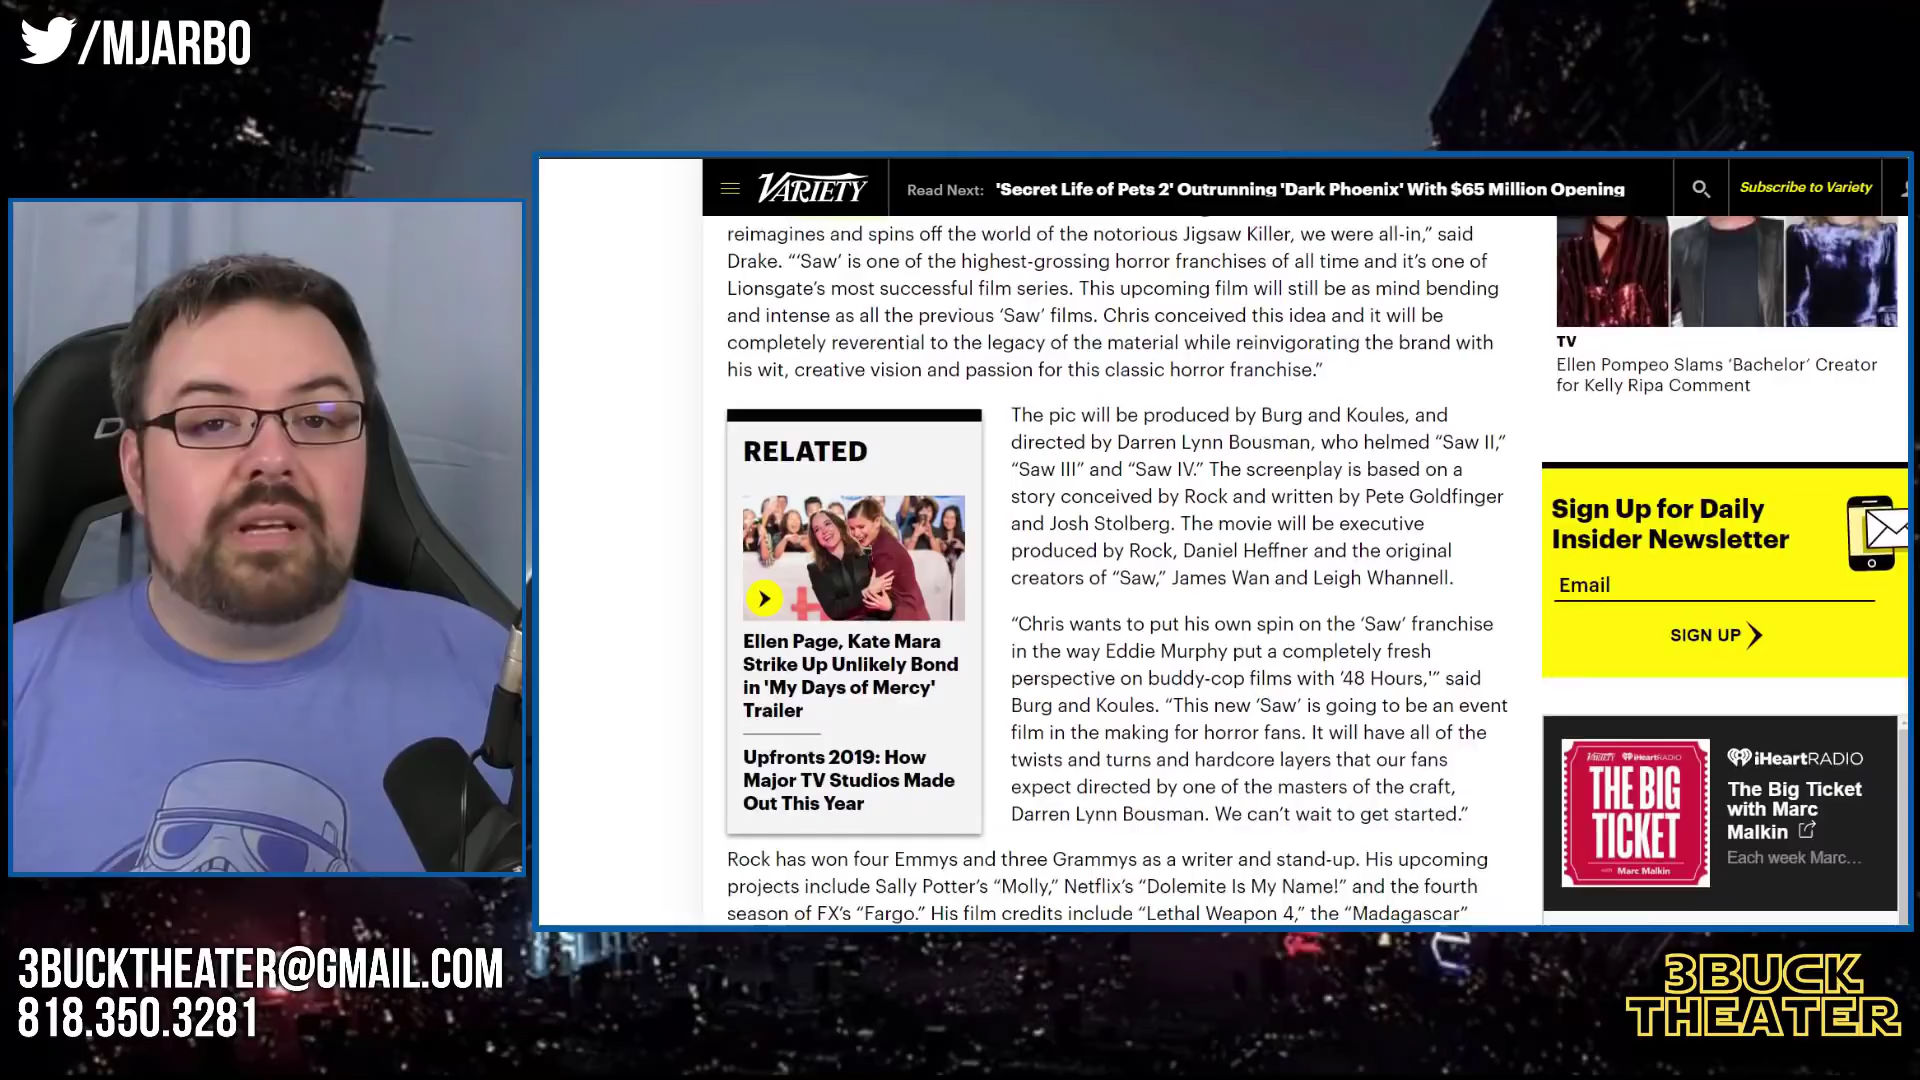 /MJARBO
VARIETY
Read Next: 'Secret Life of Pets 2' Outrunning 'Dark Phoenix' With $65 Million Opening
Subscribe to Variety
reimagines and spins off the world of the notorious Jigsaw Killer, we were all-in,” said
Drake. “‘Saw’ is one of the highest-grossing horror franchises of all time and it’s one of
Lionsgate’s most successful film series. This upcoming film will still be as mind bending
and intense as all the previous ‘Saw’ films. Chris conceived this idea and it will be
completely reverential to the legacy of the material while reinvigorating the brand with
his wit, creative vision and passion for this classic horror franchise.”
RELATED
Ellen Page, Kate Mara
Strike Up Unlikely Bond
in 'My Days of Mercy'
Trailer
Upfronts 2019: How
Major TV Studios Made
Out This Year
The pic will be produced by Burg and Koules, and
directed by Darren Lynn Bousman, who helmed “Saw II,”
“Saw III” and “Saw IV.” The screenplay is based on a
story conceived by Rock and written by Pete Goldfinger
and Josh Stolberg. The movie will be executive
produced by Rock, Daniel Heffner and the original
creators of “Saw,” James Wan and Leigh Whannell.
“Chris wants to put his own spin on the ‘Saw’ franchise
in the way Eddie Murphy put a completely fresh
perspective on buddy-cop films with ’48 Hours,'” said
Burg and Koules. “This new ‘Saw’ is going to be an event
film in the making for horror fans. It will have all of the
twists and turns and hardcore layers that our fans
expect directed by one of the masters of the craft,
Darren Lynn Bousman. We can’t wait to get started.”
Rock has won four Emmys and three Grammys as a writer and stand-up. His upcoming
projects include Sally Potter’s “Molly,” Netflix’s “Dolemite Is My Name!” and the fourth
season of FX’s “Fargo.” His film credits include “Lethal Weapon 4,” the “Madagascar”
TV
Ellen Pompeo Slams ‘Bachelor’ Creator
for Kelly Ripa Comment
Sign Up for Daily
Insider Newsletter
Email
SIGN UP
VARIETY iHeartRADIO
THE BIG
TICKET
with Marc Malkin
iHeartRADIO
The Big Ticket
with Marc
Malkin
Each week Marc...
3BUCKTHEATER@GMAIL.COM
818.350.3281
3BUCK
THEATER